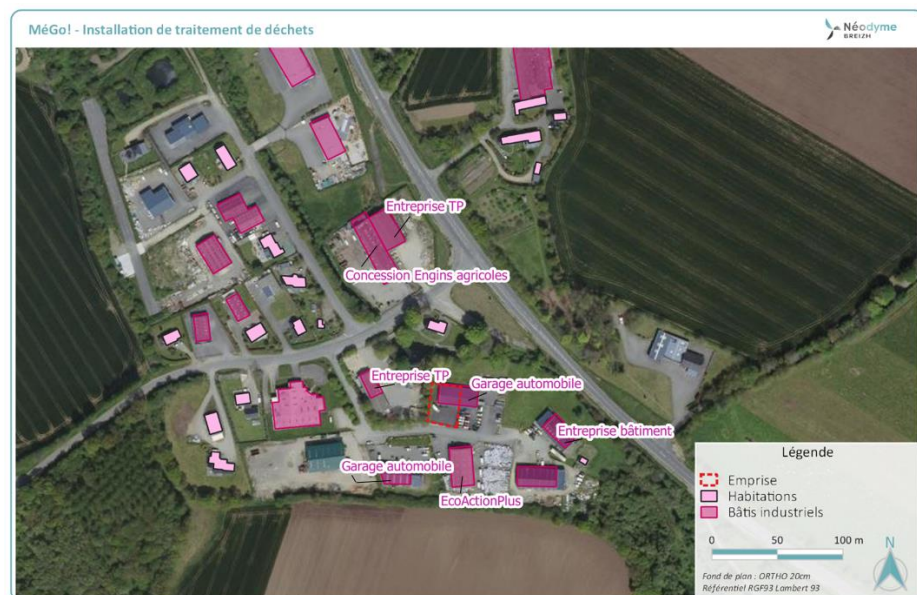 MéGo! - Installation de traitement de déchets
Néodyme
BREIZH
Entreprise TP
Concession Engins agricoles
Entreprise TP
Garage automobile
Entreprise bâtiment
Garage automobile
EcoActionPlus
Légende
Emprise
Habitations
Bâtis industriels
0 50 100 m
N
Fond de plan : ORTHO 20cm
Référentiel RGF93 Lambert 93